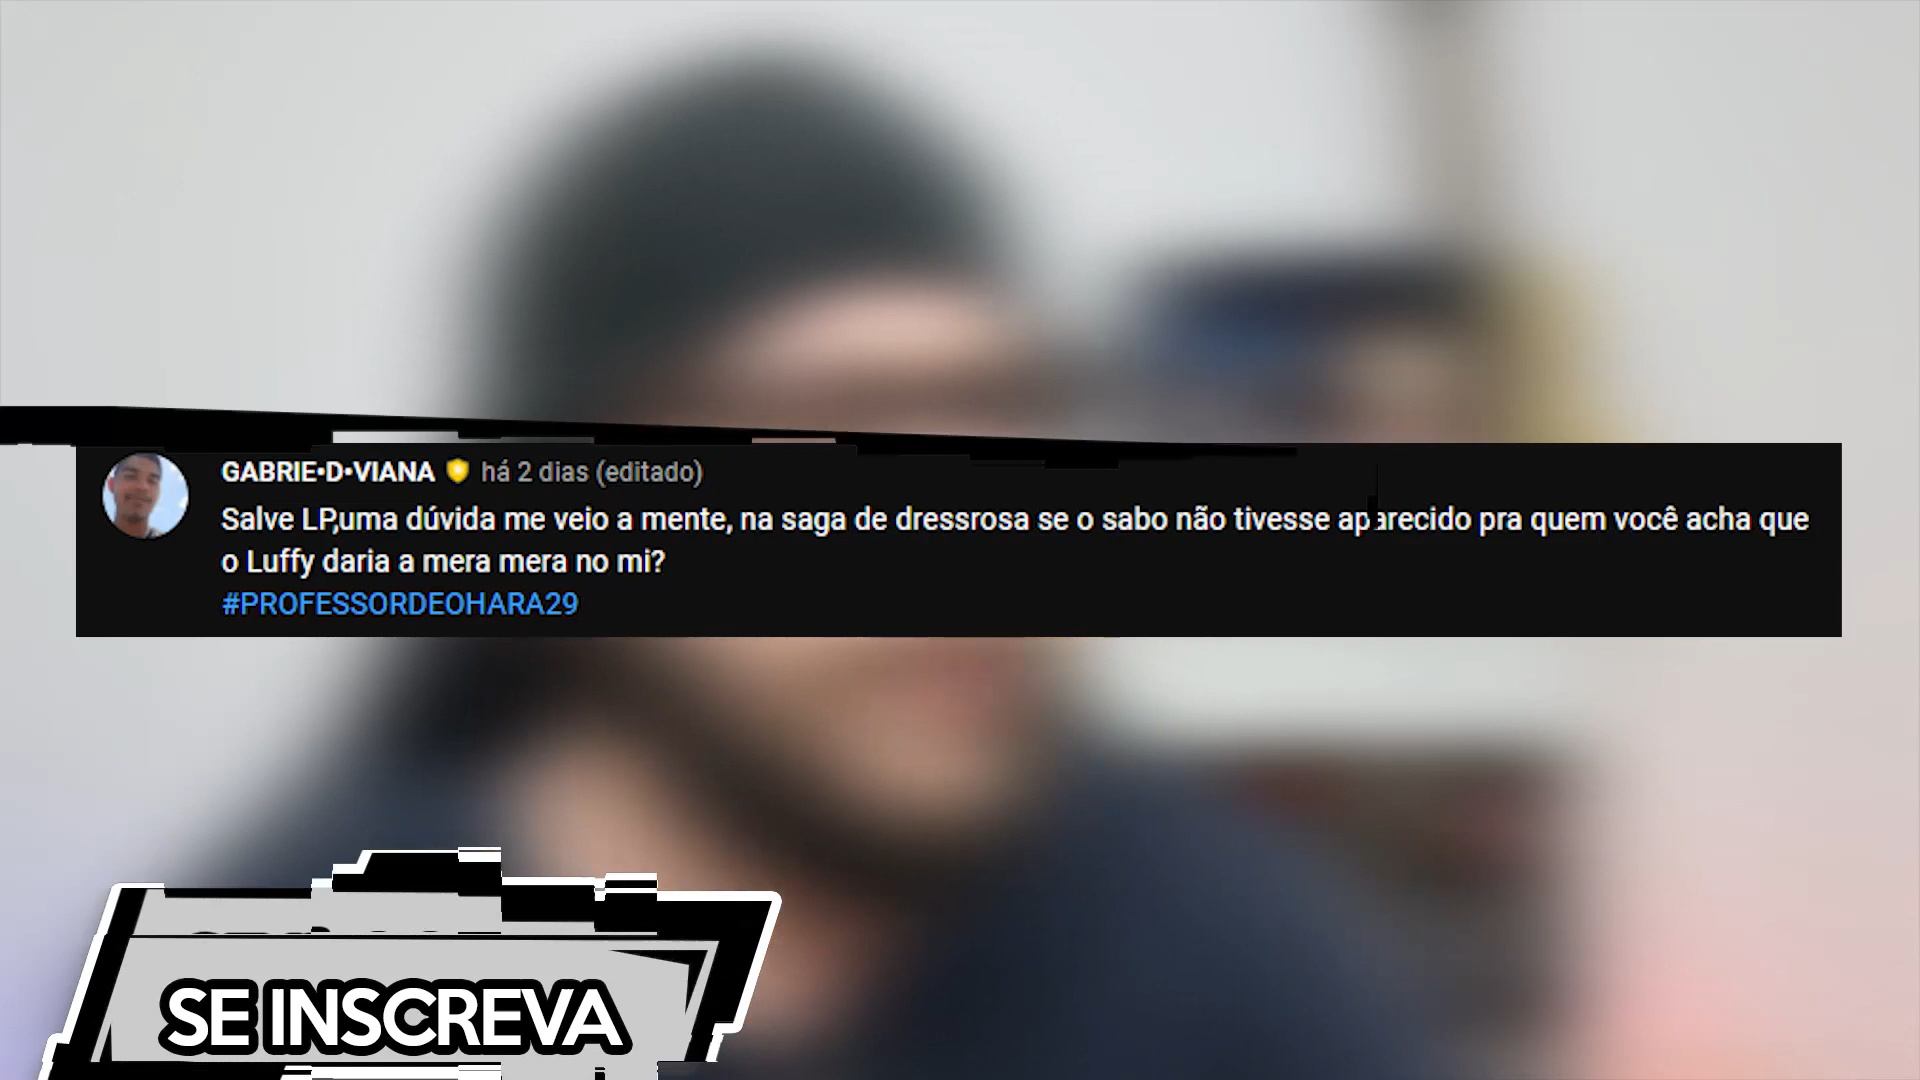 GABRIE•D•VIANA há 2 dias (editado)
Salve LP,uma dúvida me veio a mente, na saga de dressrosa se o sabo não tivesse aparecido pra quem você acha que
o Luffy daria a mera mera no mi?
#PROFESSORDEOHARA29
SE INSCREVA